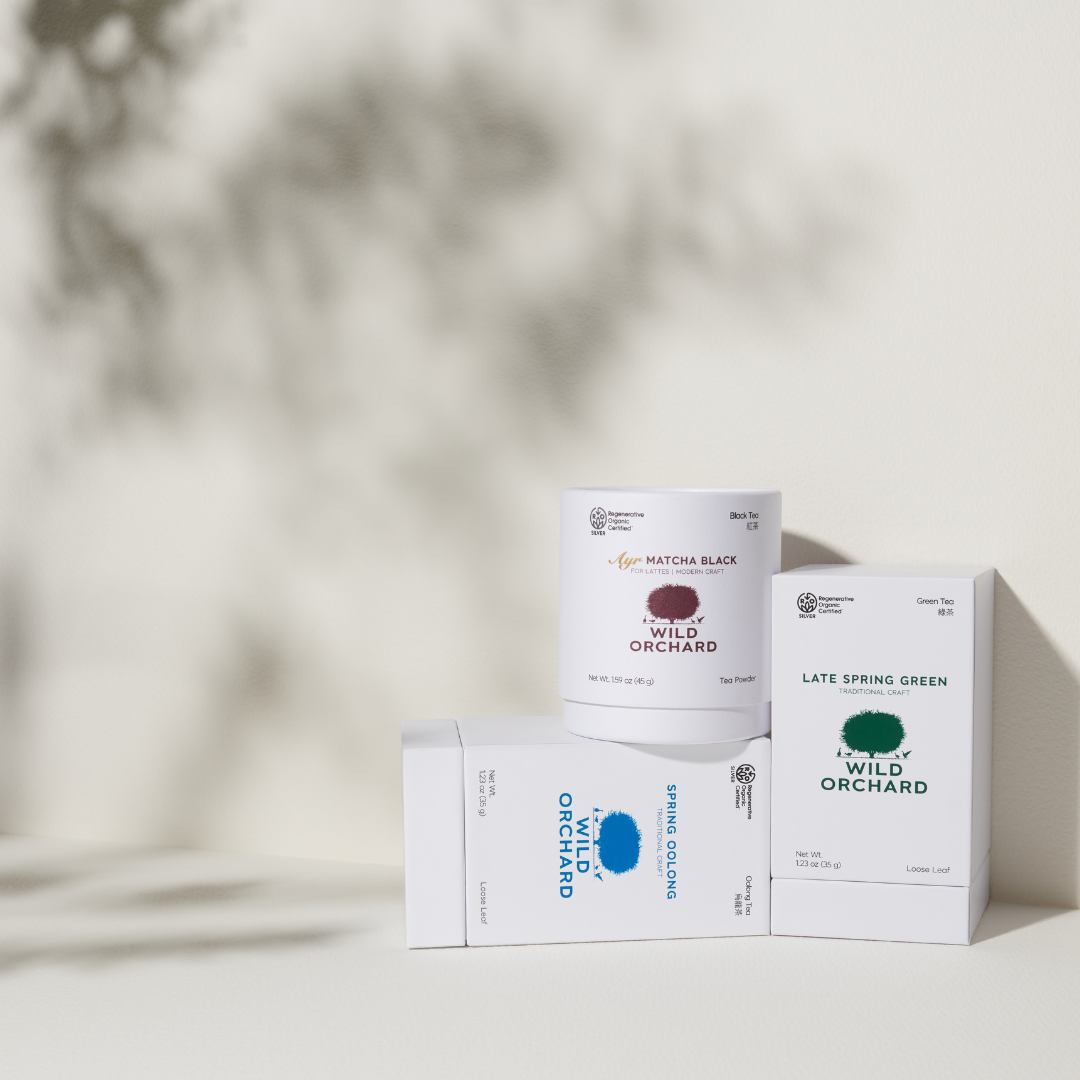 Regenerative
Organic
Certified™
SILVER
Black Tea
紅茶
Ayr MATCHA BLACK
FOR LATTES | MODERN CRAFT
WILD
ORCHARD
Net Wt. 1.59 oz (45 g)
Tea Powder
Regenerative
Organic
Certified™
SILVER
Green Tea
綠茶
LATE SPRING GREEN
TRADITIONAL CRAFT
WILD
ORCHARD
Net Wt.
1.23 oz (35 g)
Loose Leaf
Regenerative
Organic
Certified™
SILVER
Oolong Tea
烏龍茶
SPRING OOLONG
TRADITIONAL CRAFT
WILD
ORCHARD
Net Wt.
1.23 oz (35 g)
Loose Leaf